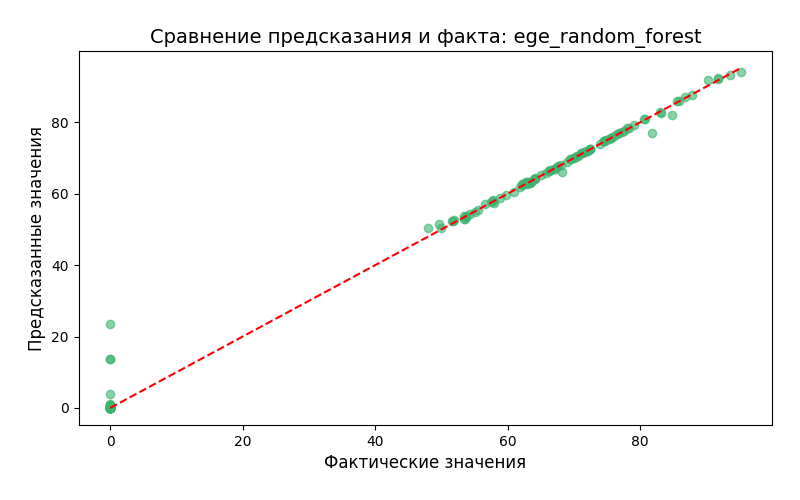 Сравнение предсказания и факта: ege_random_forest
Предсказанные значения
80
60
40
20
0
0 20 40 60 80
Фактические значения